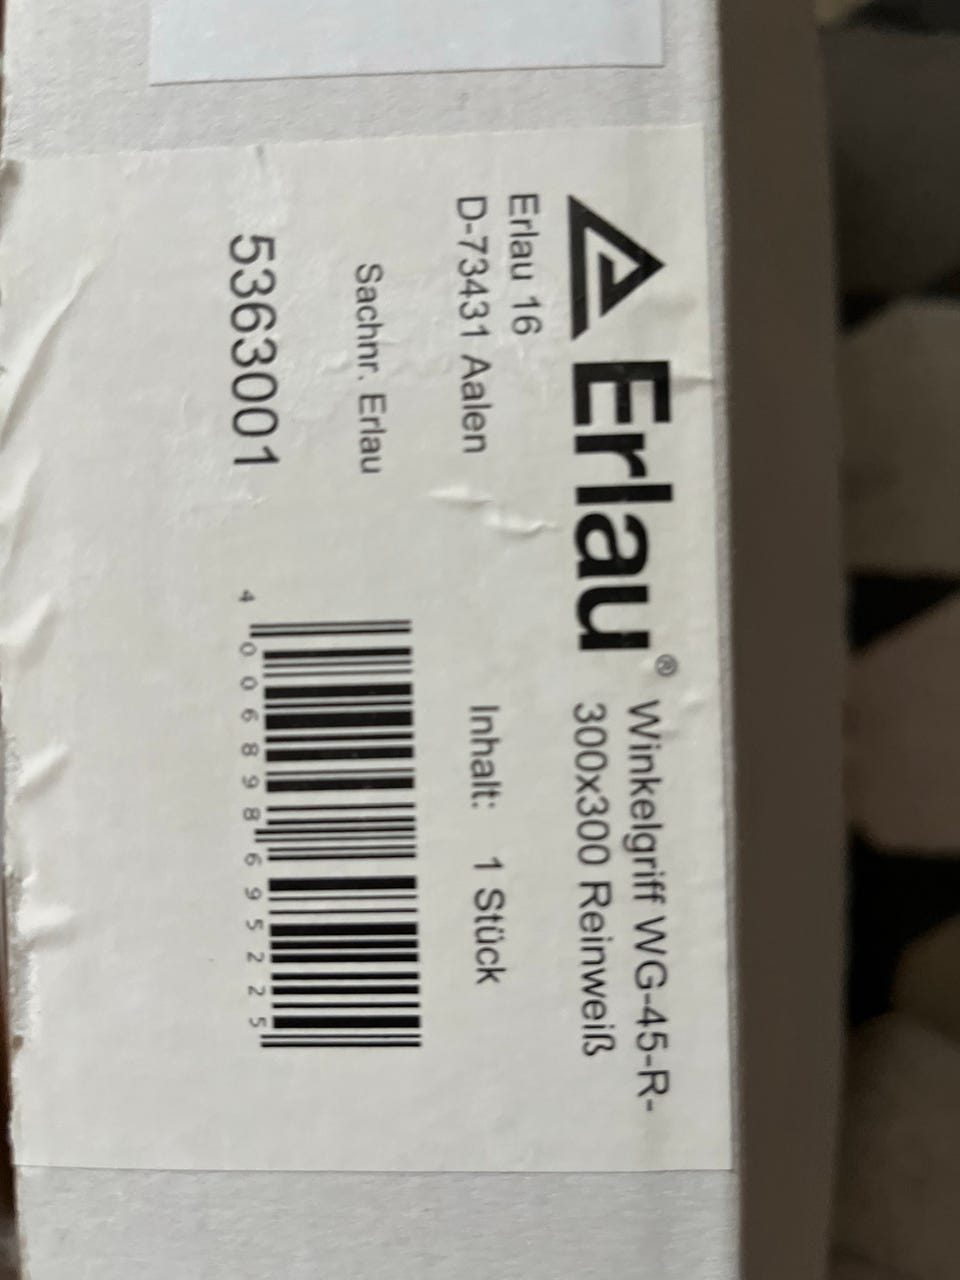 Erlau®
Winkelgriff WG-45-R-
300x300 Reinweiß
Erlau 16
D-73431 Aalen
Inhalt: 1 Stück
Sachnr. Erlau
5363001
4 006898 695225